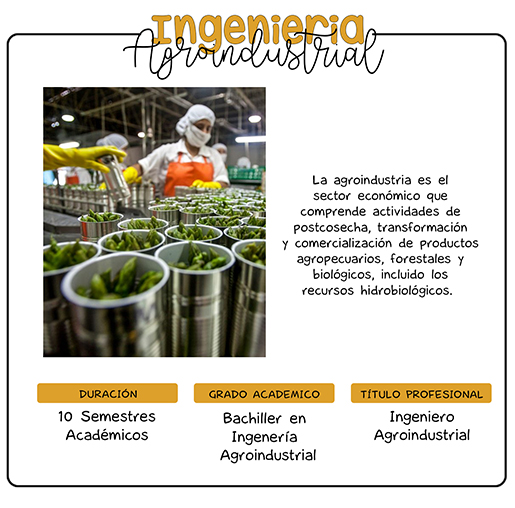 Ingeniería
Agroindustrial
La agroindustria es el
sector económico que
comprende actividades de
postcosecha, transformación
y comercialización de productos
agropecuarios, forestales y
biológicos, incluido los
recursos hidrobiológicos.
DURACIÓN
10 Semestres
Académicos
GRADO ACADEMICO
Bachiller en
Ingenería
Agroindustrial
TÍTULO PROFESIONAL
Ingeniero
Agroindustrial